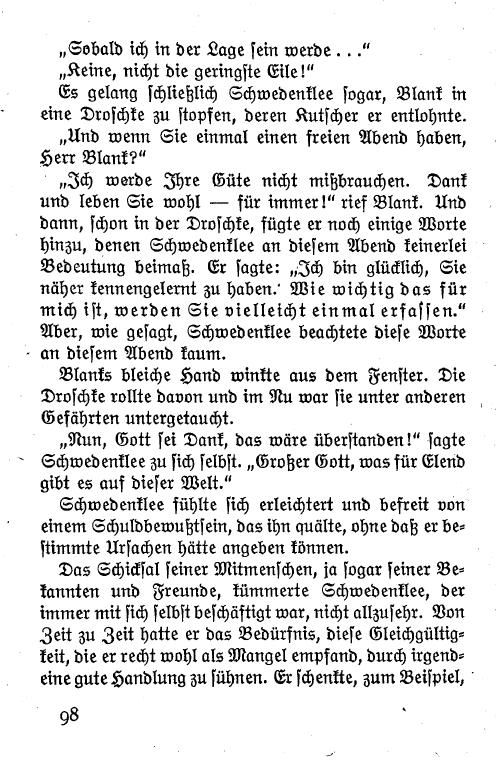 „Sobald ich in der Lage sein werde . . .“
„Keine, nicht die geringste Eile!“
Es gelang schließlich Schwedenklee sogar, Blank in
eine Droschke zu stopfen, deren Kutscher er entlohnte.
„Und wenn Sie einmal einen freien Abend haben,
Herr Blank?“
„Ich werde Ihre Güte nicht mißbrauchen. Dank
und leben Sie wohl — für immer!“ rief Blank. Und
dann, schon in der Droschke, fügte er noch einige Worte
hinzu, denen Schwedenklee an diesem Abend keinerlei
Bedeutung beimaß. Er sagte: „Ich bin glücklich, Sie
näher kennengelernt zu haben. Wie wichtig das für
mich ist, werden Sie vielleicht einmal erfassen.“
Aber, wie gesagt, Schwedenklee beachtete diese Worte
an diesem Abend kaum.
Blanks bleiche Hand winkte aus dem Fenster. Die
Droschke rollte davon und im Nu war sie unter anderen
Gefährten untergetaucht.
„Nun, Gott sei Dank, das wäre überstanden!“ sagte
Schwedenklee zu sich selbst. „Großer Gott, was für Elend
gibt es auf dieser Welt.“
Schwedenklee fühlte sich erleichtert und befreit von
einem Schuldbewußtsein, das ihn quälte, ohne daß er be-
stimmte Ursachen hätte angeben können.
Das Schicksal seiner Mitmenschen, ja sogar seiner Be-
kannten und Freunde, kümmerte Schwedenklee, der
immer mit sich selbst beschäftigt war, nicht allzusehr. Von
Zeit zu Zeit hatte er das Bedürfnis, diese Gleichgültig-
keit, die er recht wohl als Mangel empfand, durch irgend-
eine gute Handlung zu sühnen. Er schenkte, zum Beispiel,
98